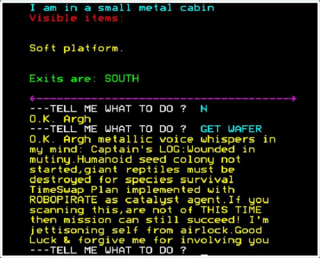 I am in a small metal cabin
Visible items:
Soft platform.
Exits are: SOUTH
---TELL ME WHAT TO DO ? N
O.K. Argh
---TELL ME WHAT TO DO ? GET WAFER
O.K. Argh metallic voice whispers in
my mind: Captain's LOG:Wounded in
mutiny.Humanoid seed colony not
started,giant reptiles must be
destroyed for species survival
TimeSwap Plan implemented with
ROBOPIRATE as catalyst agent.If you
scanning this,are not of THIS TIME
then mission can still succeed! I'm
jettisoning self from airlock.Good
Luck & forgive me for involving you
---TELL ME WHAT TO DO ?